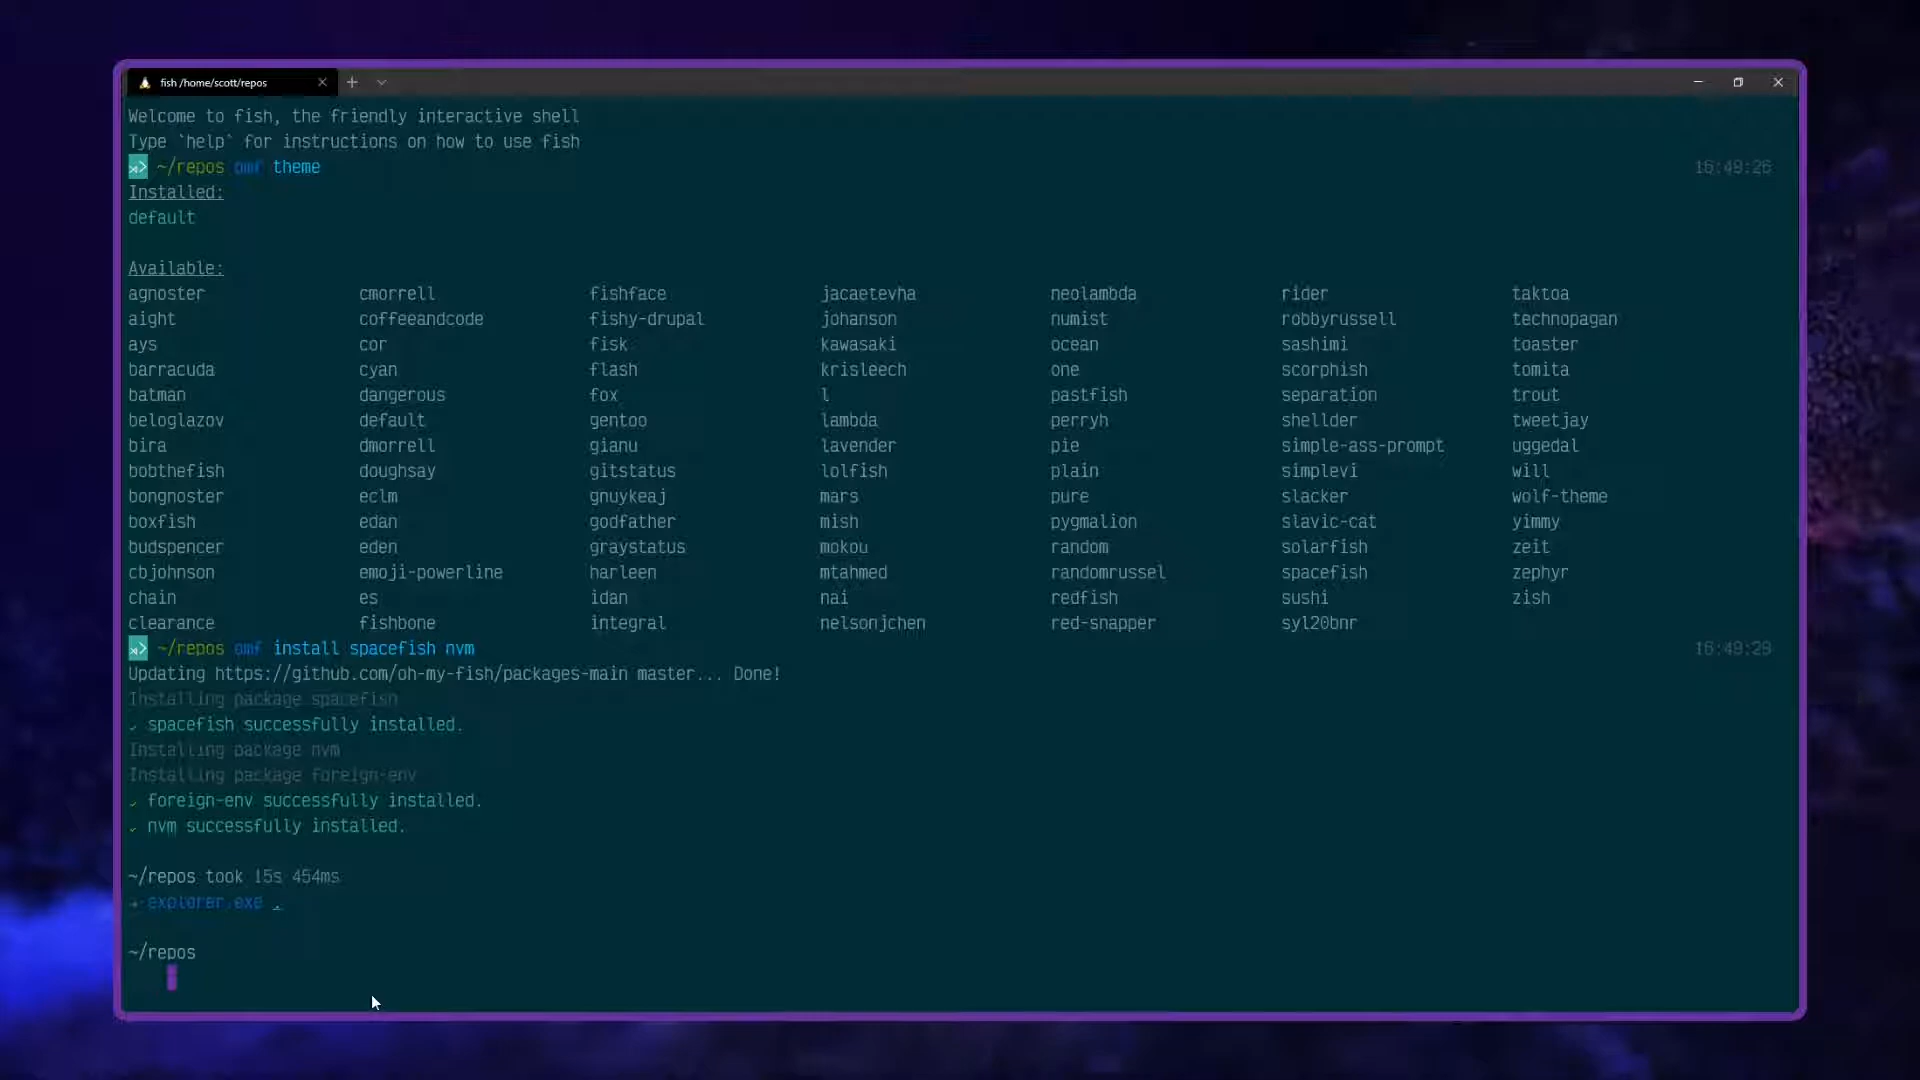 fish /home/scott/repos
Welcome to fish, the friendly interactive shell
Type `help` for instructions on how to use fish
~/repos omf theme 16:49:26
Installed:
default
Available:
agnoster cmorrell fishface jacaetevha neolambda rider taktoa
aight coffeeandcode fishy-drupal johanson numist robbyrussell technopagan
ays cor fisk kawasaki ocean sashimi toaster
barracuda cyan flash krisleech one scorphish tomita
batman dangerous fox l pastfish separation trout
beloglazov default gentoo lambda perryh shellder tweetjay
bira dmorrell gianu lavender pie simple-ass-prompt uggedal
bobthefish doughsay gitstatus lolfish plain simplevi will
bongnoster eclm gnuykeaj mars pure slacker wolf-theme
boxfish edan godfather mish pygmalion slavic-cat yimmy
budspencer eden graystatus mokou random solarfish zeit
cbjohnson emoji-powerline harleen mtahmed randomrussel spacefish zephyr
chain es idan nai redfish sushi zish
clearance fishbone integral nelsonjchen red-snapper syl20bnr
~/repos omf install spacefish nvm 16:49:29
Updating https://github.com/oh-my-fish/packages-main master... Done!
Installing package spacefish
✓ spacefish successfully installed.
Installing package nvm
Installing package foreign-env
✓ foreign-env successfully installed.
✓ nvm successfully installed.
~/repos took 15s 454ms
➜ explorer.exe .
~/repos